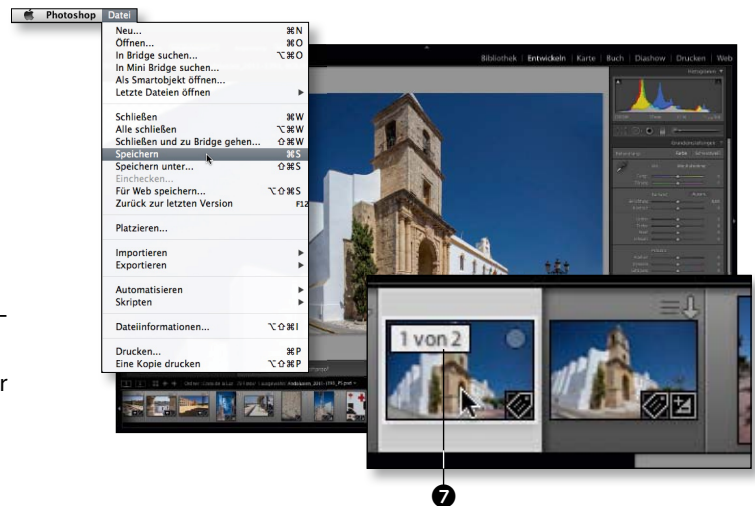 Photoshop Datei
Neu... ⌘N
Öffnen... ⌘O
In Bridge suchen... ⌥⌘O
In Mini Bridge suchen...
Als Smartobjekt öffnen...
Letzte Dateien öffnen ▶
Schließen ⌘W
Alle schließen ⌥⌘W
Schließen und zu Bridge gehen... ⇧⌘W
Speichern ⌘S
Speichern unter... ⇧⌘S
Einchecken...
Für Web speichern... ⌥⇧⌘S
Zurück zur letzten Version F12
Platzieren...
Importieren ▶
Exportieren ▶
Automatisieren ▶
Skripten ▶
Dateiinformationen... ⌥⇧⌘I
Drucken... ⌘P
Eine Kopie drucken ⌥⇧⌘P
Bibliothek | Entwickeln | Karte | Buch | Diashow | Drucken | Web
Histogramm
Grundeinstellungen
1 von 2
7